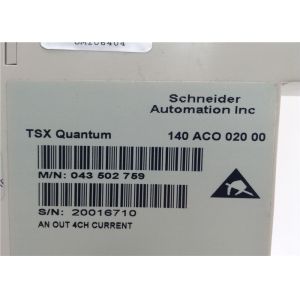 Schneider
Automation Inc
TSX Quantum 140 ACO 020 00
M/N: 043 502 759
S/N: 20016710
AN OUT 4CH CURRENT